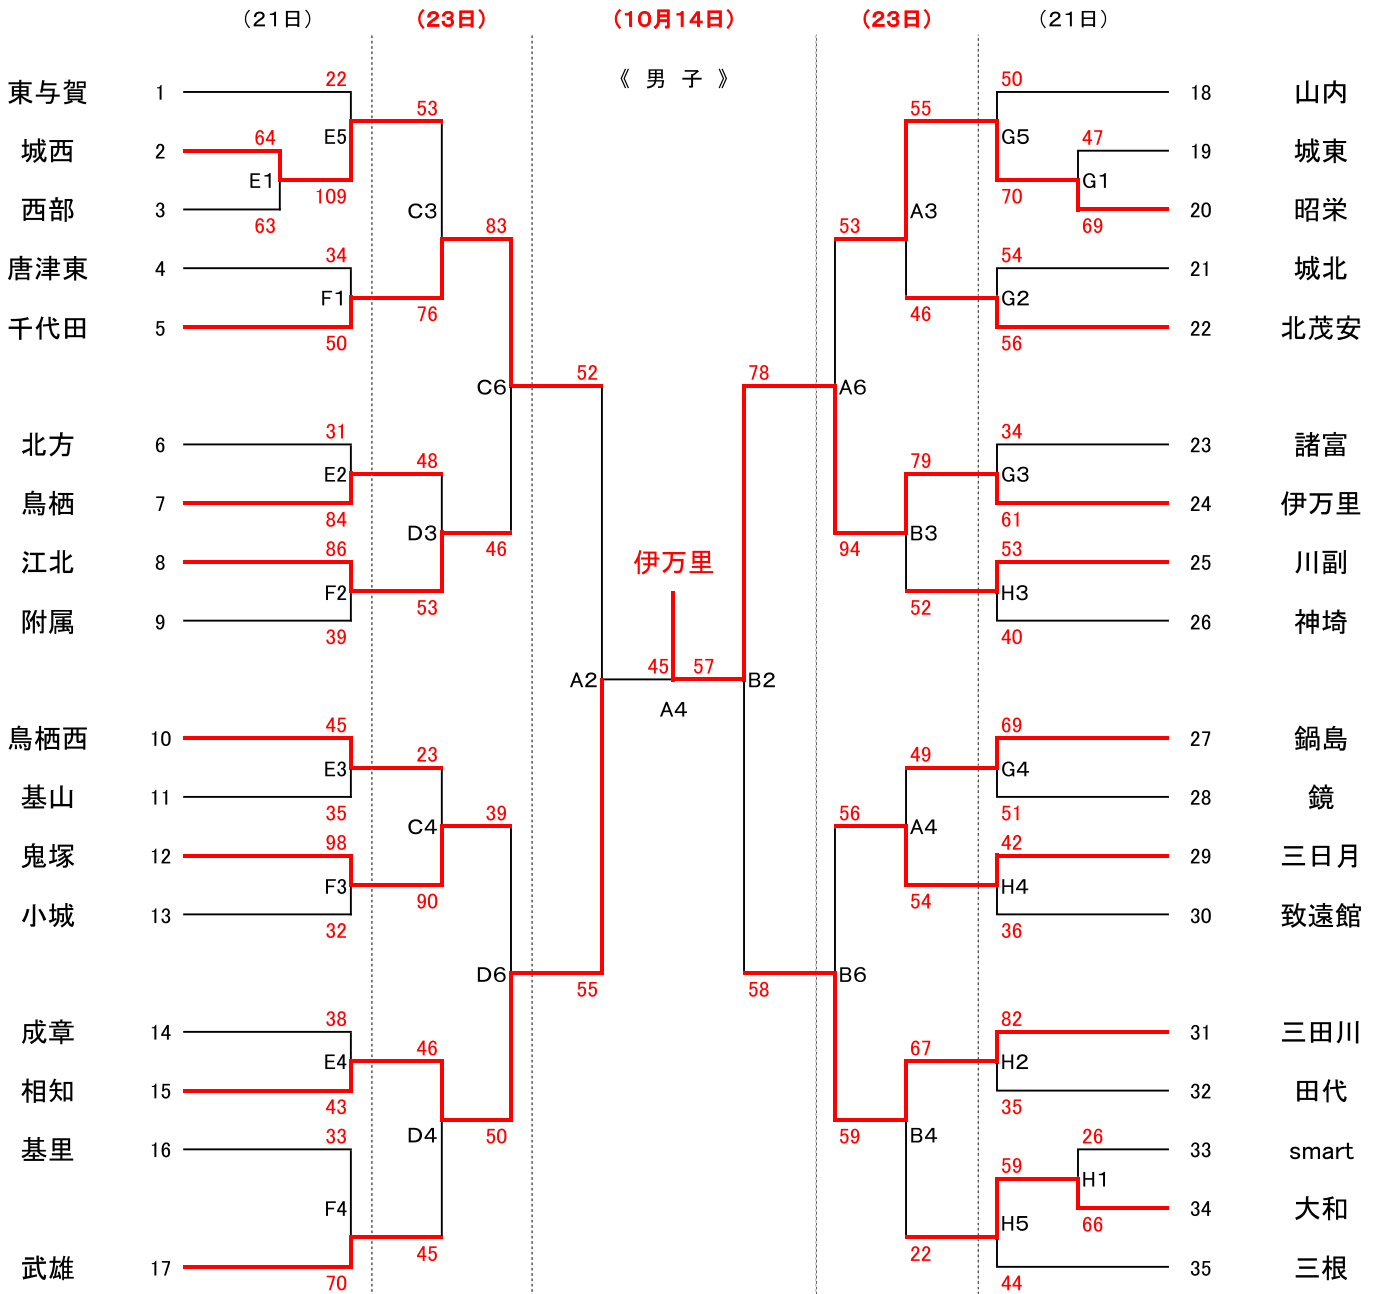 （21日） （23日） （10月14日） （23日） （21日）
《 男 子 》
東与賀 1 22 53 55 50 18 山内
城西 2 64 E5 G5 47 19 城東
E1 G1
西部 3 63 109 C3 83 53 A3 70 69 20 昭栄
唐津東 4 34 54 21 城北
F1 G2
千代田 5 50 76 46 56 22 北茂安
C6 52 78 A6
北方 6 31 48 79 34 23 諸富
E2 G3
鳥栖 7 84 D3 B3 61 24 伊万里
江北 8 86 46 伊万里 94 53 25 川副
F2 H3
附属 9 39 53 52 40 26 神埼
A2 45 57 B2
A4
鳥栖西 10 45 23 49 69 27 鍋島
E3 G4
基山 11 35 C4 39 56 A4 51 28 鏡
鬼塚 12 98 42 29 三日月
F3 H4
小城 13 32 90 54 36 30 致遠館
D6 55 58 B6
成章 14 38 46 67 82 31 三田川
E4 H2
相知 15 43 35 32 田代
基里 16 33 D4 50 59 B4 26 33 smart
59 H1
F4 H5 66 34 大和
武雄 17 70 45 22 44 35 三根